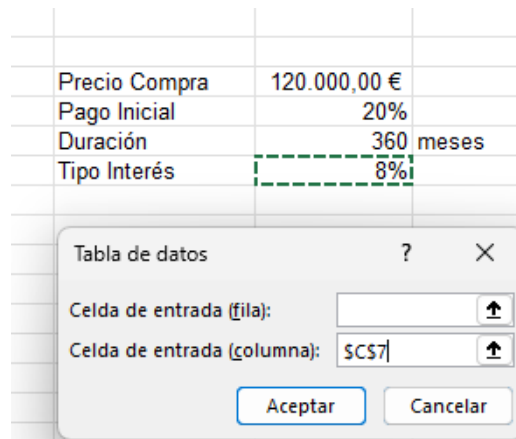 Precio Compra 120.000,00 €
Pago Inicial 20%
Duración 360 meses
Tipo Interés 8%
Tabla de datos ? ×
Celda de entrada (fila):
Celda de entrada (columna): $C$7
Aceptar Cancelar